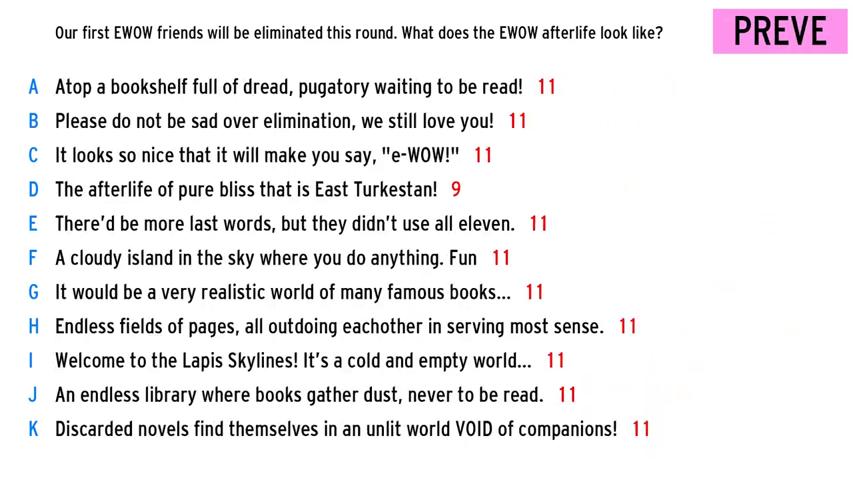 Our first EWOW friends will be eliminated this round. What does the EWOW afterlife look like?
PREVE
A Atop a bookshelf full of dread, pugatory waiting to be read! 11
B Please do not be sad over elimination, we still love you! 11
C It looks so nice that it will make you say, "e-WOW!" 11
D The afterlife of pure bliss that is East Turkestan! 9
E There'd be more last words, but they didn't use all eleven. 11
F A cloudy island in the sky where you do anything. Fun 11
G It would be a very realistic world of many famous books... 11
H Endless fields of pages, all outdoing eachother in serving most sense. 11
I Welcome to the Lapis Skylines! It's a cold and empty world... 11
J An endless library where books gather dust, never to be read. 11
K Discarded novels find themselves in an unlit world VOID of companions! 11